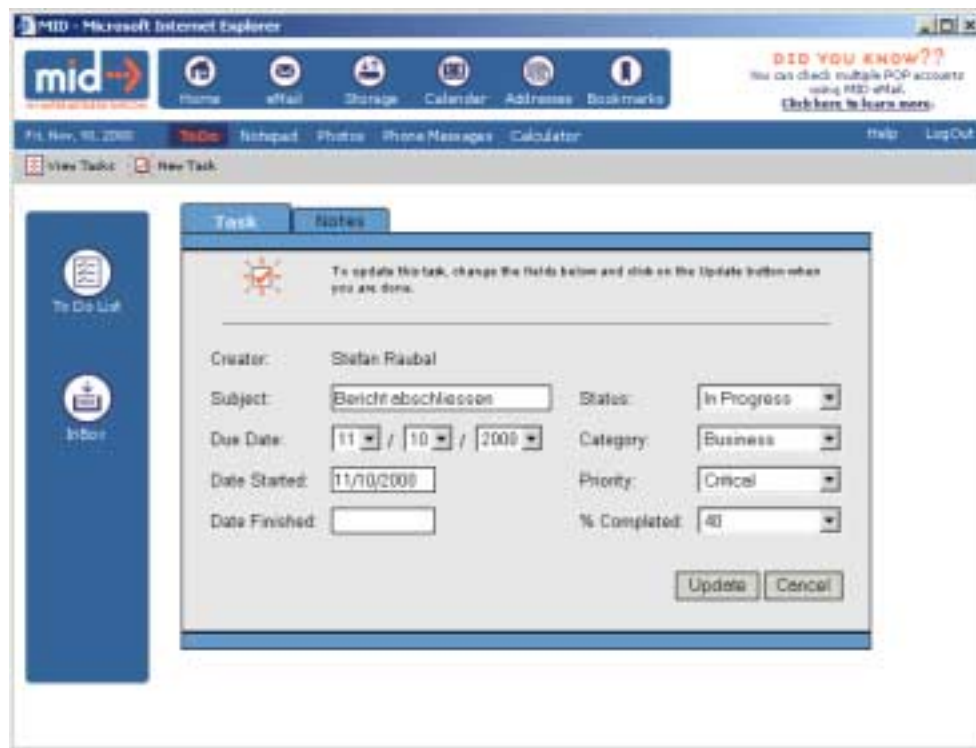 MID - Microsoft Internet Explorer
mid
Home eMail Storage Calendar Addresses Bookmarks
DID YOU KNOW??
You can check multiple POP accounts
using MID eMail.
Click here to learn more.
Fri, Nov, 10, 2000 ToDo Notepad Photos Phone Messages Calculator Help LogOut
View Tasks New Task
Task Notes
To update this task, change the fields below and click on the Update button when
you are done.
To Do List
Inbox
Creator: Stefan Raubal
Subject: Bericht abschliessen Status: In Progress
Due Date: 11 / 10 / 2000 Category: Business
Date Started: 11/10/2000 Priority: Critical
Date Finished: % Completed: 40
Update Cancel